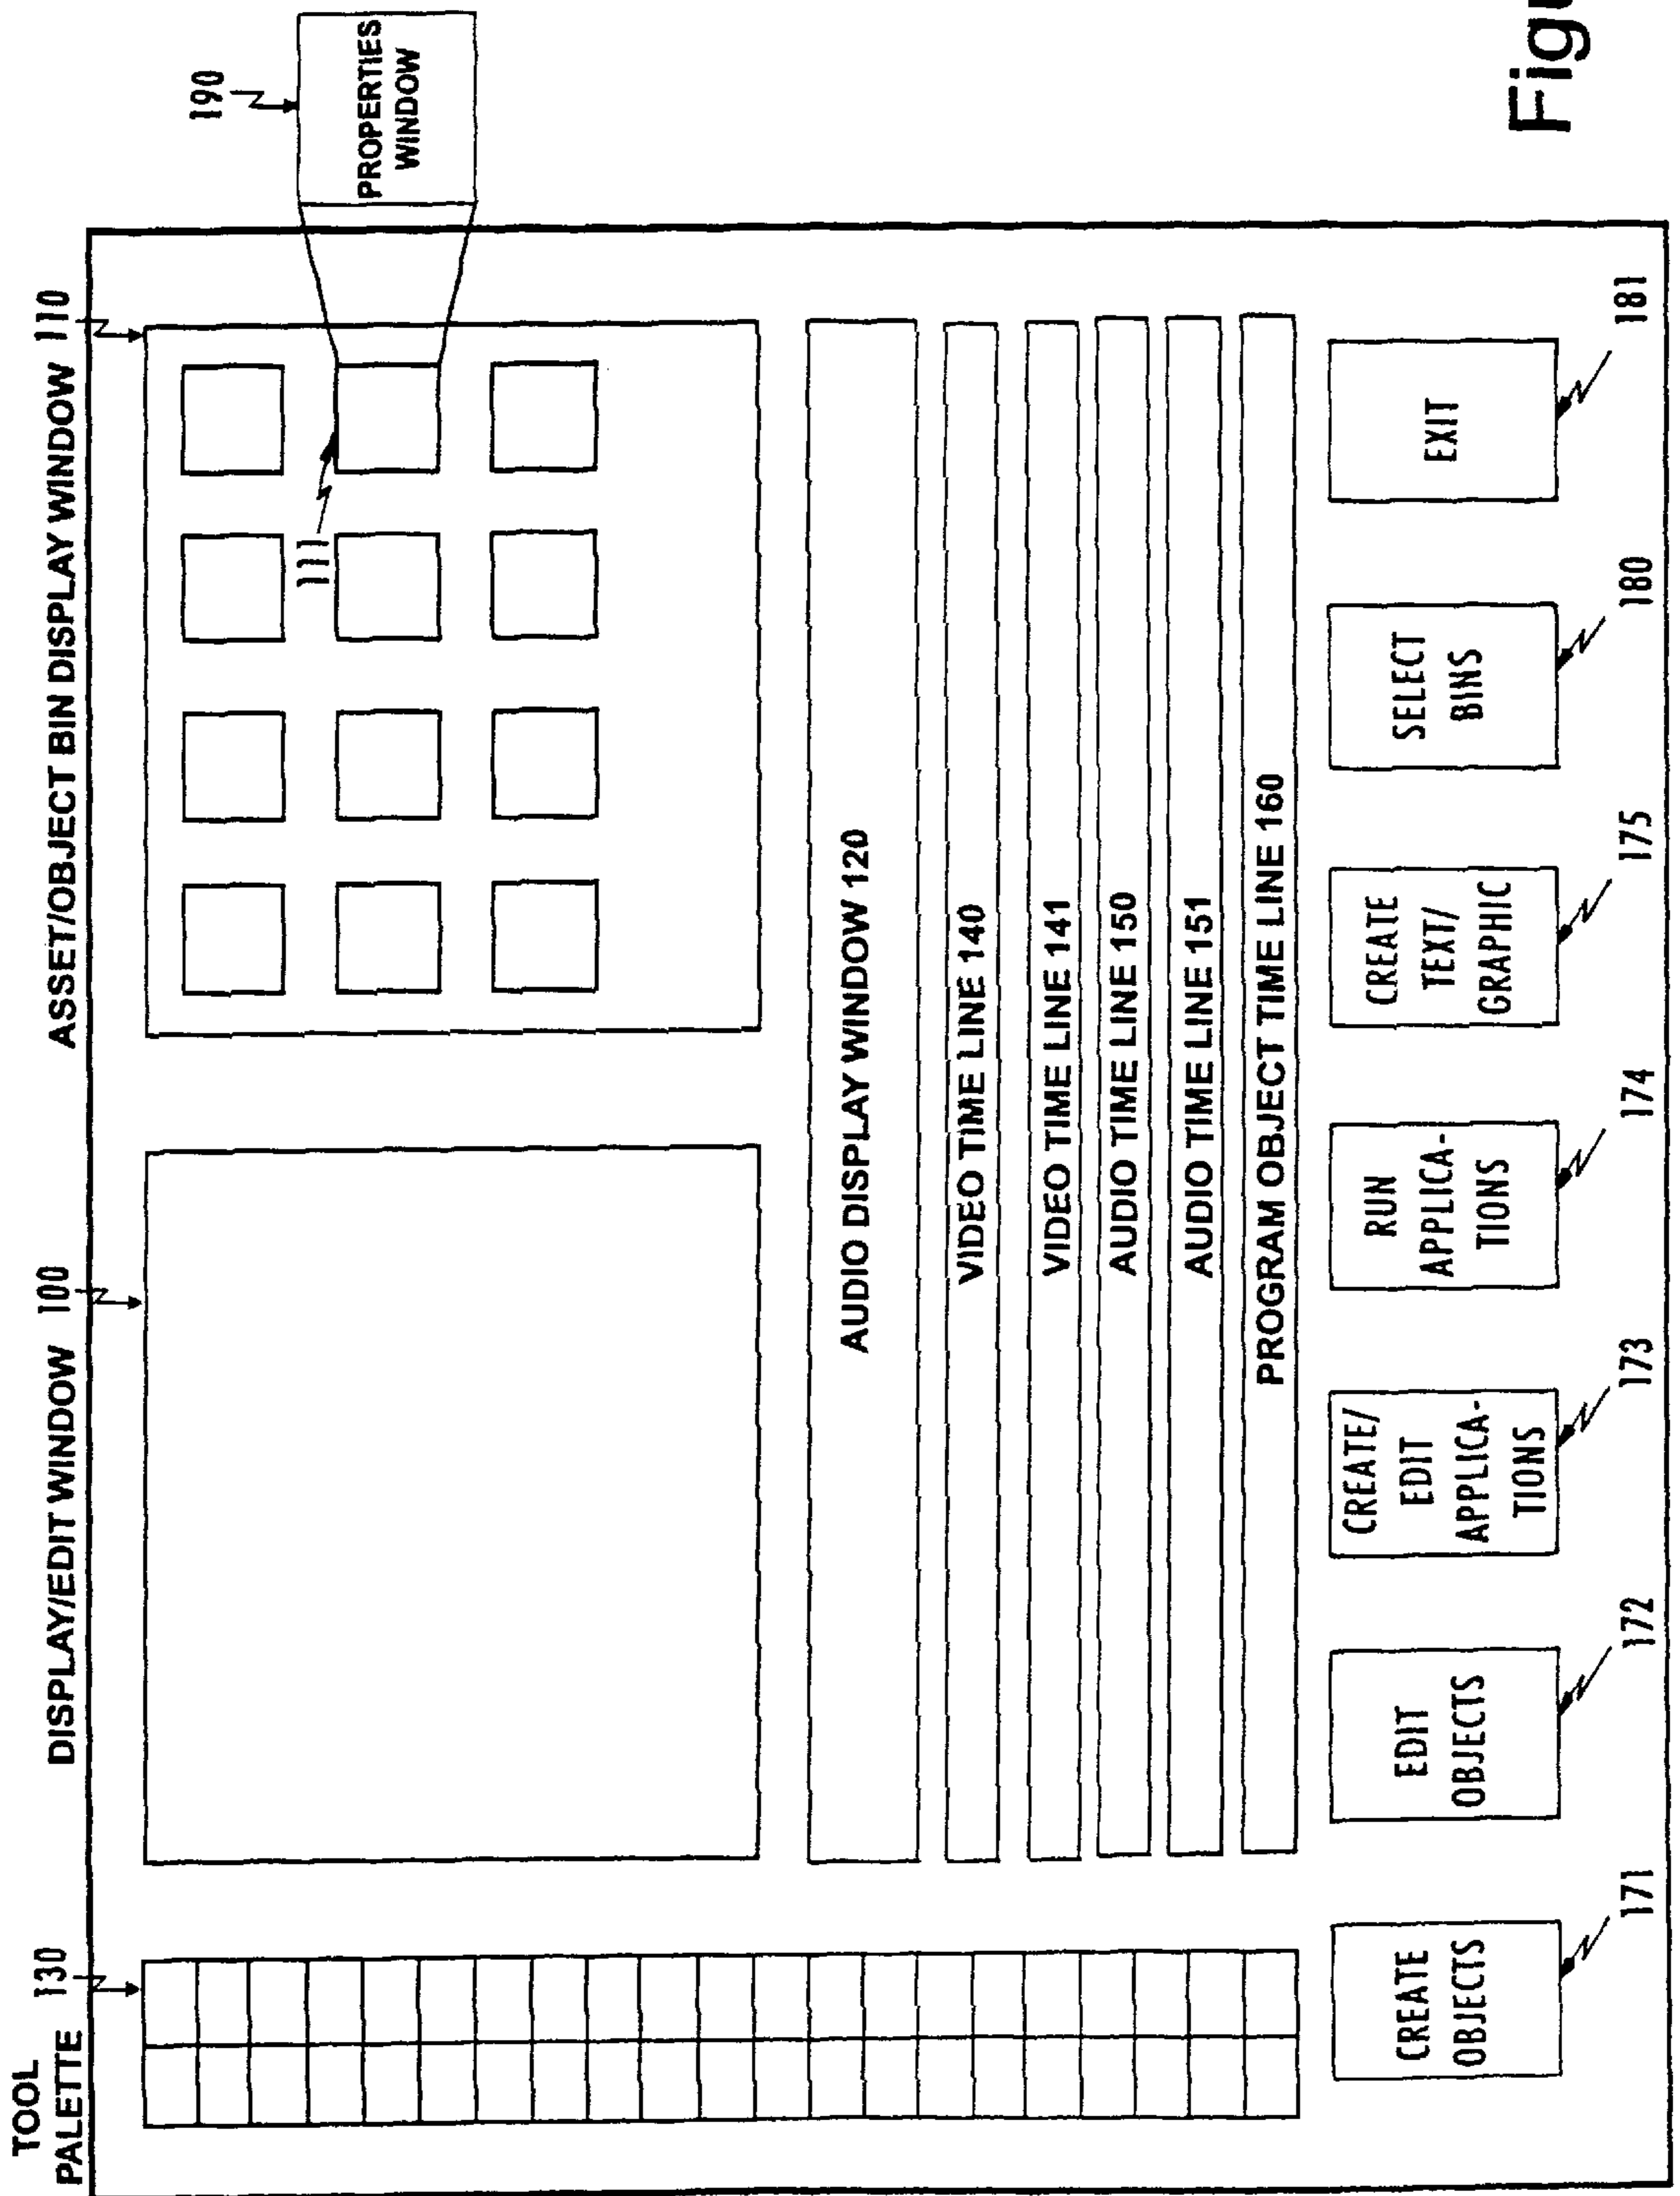 TOOL
PALETTE 130
DISPLAY/EDIT WINDOW 100
ASSET/OBJECT BIN DISPLAY WINDOW 110
190
PROPERTIES
WINDOW
111
AUDIO DISPLAY WINDOW 120
VIDEO TIME LINE 140
VIDEO TIME LINE 141
AUDIO TIME LINE 150
AUDIO TIME LINE 151
PROGRAM OBJECT TIME LINE 160
CREATE
OBJECTS
171
EDIT
OBJECTS
172
CREATE/
EDIT
APPLICA-
TIONS
173
RUN
APPLICA-
TIONS
174
CREATE
TEXT/
GRAPHIC
175
SELECT
BINS
180
EXIT
181